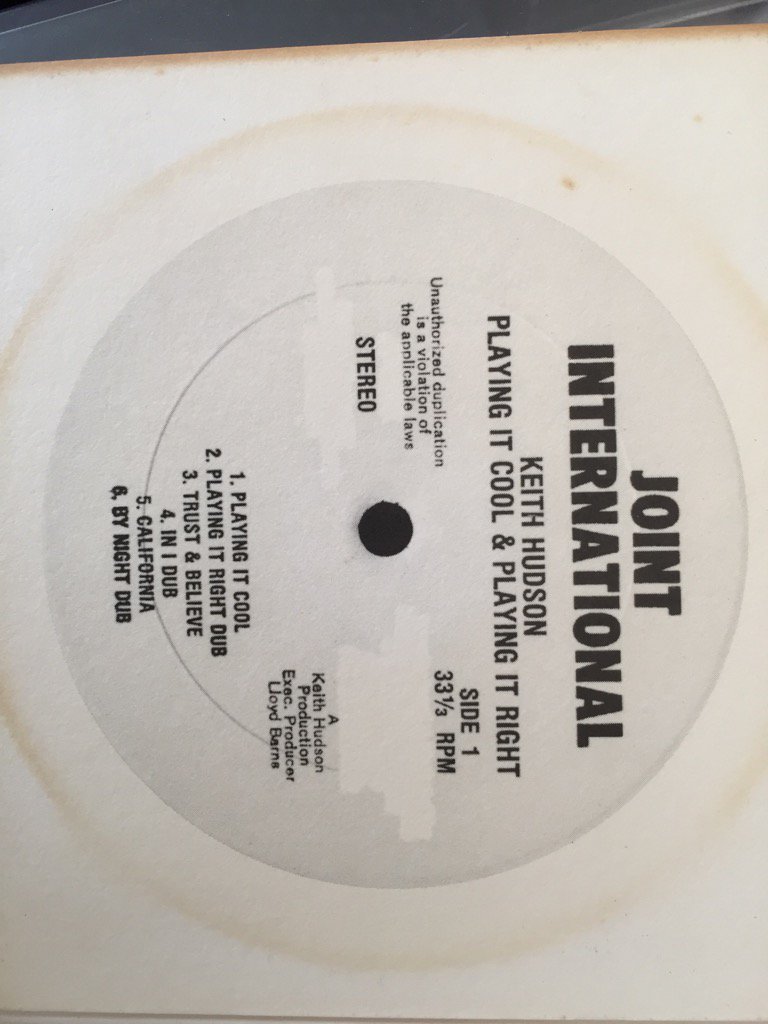 JOINT
INTERNATIONAL
KEITH HUDSON
PLAYING IT COOL & PLAYING IT RIGHT
Unauthorized duplication
is a violation of
the applicable laws
SIDE 1
33⅓ RPM
STEREO
A
Keith Hudson
Production
Exec. Producer
Lloyd Barns
1. PLAYING IT COOL
2. PLAYING IT RIGHT DUB
3. TRUST & BELIEVE
4. IN I DUB
5. CALIFORNIA
6. BY NIGHT DUB